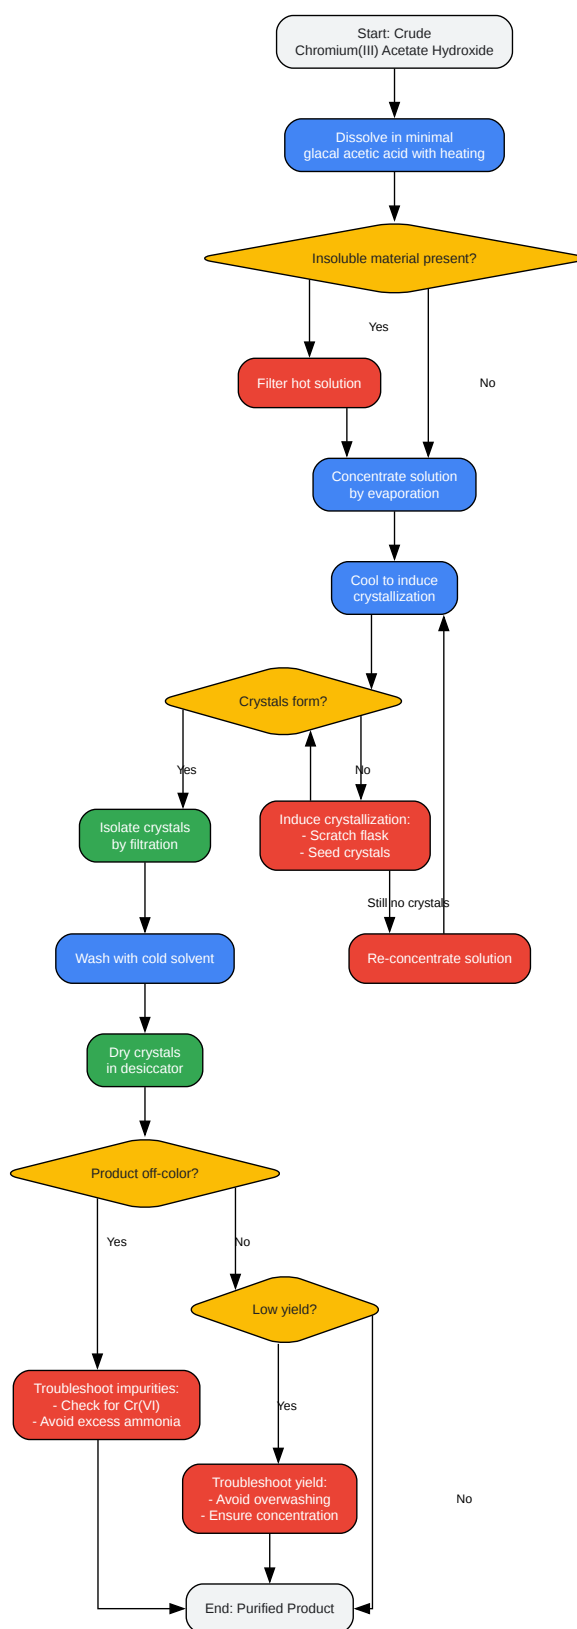 Start: Crude
Chromium(III) Acetate Hydroxide
Dissolve in minimal
glacal acetic acid with heating
Insoluble material present?
Yes
Filter hot solution
No
Concentrate solution
by evaporation
Cool to induce
crystallization
Crystals form?
Yes
No
Isolate crystals
by filtration
Induce crystallization:
- Scratch flask
- Seed crystals
Still no crystals
Wash with cold solvent
Re-concentrate solution
Dry crystals
in desiccator
Product off-color?
Yes
No
Low yield?
Troubleshoot impurities:
- Check for Cr(VI)
- Avoid excess ammonia
Yes
Troubleshoot yield:
- Avoid overwashing
- Ensure concentration
No
End: Purified Product